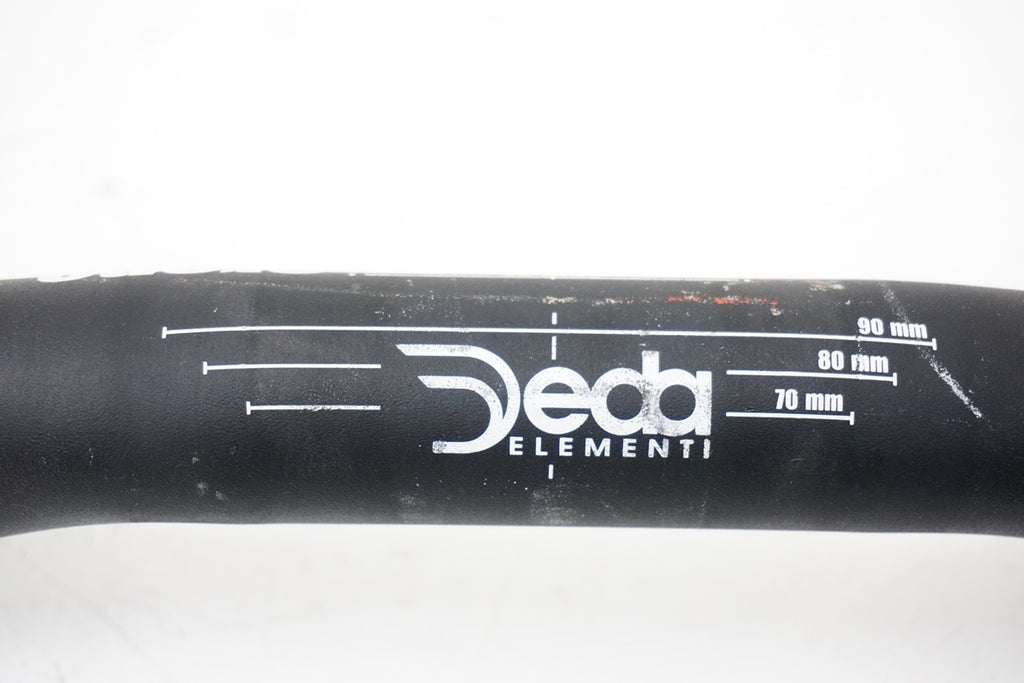 90 mm
80 mm
70 mm
Deda
ELEMENTI